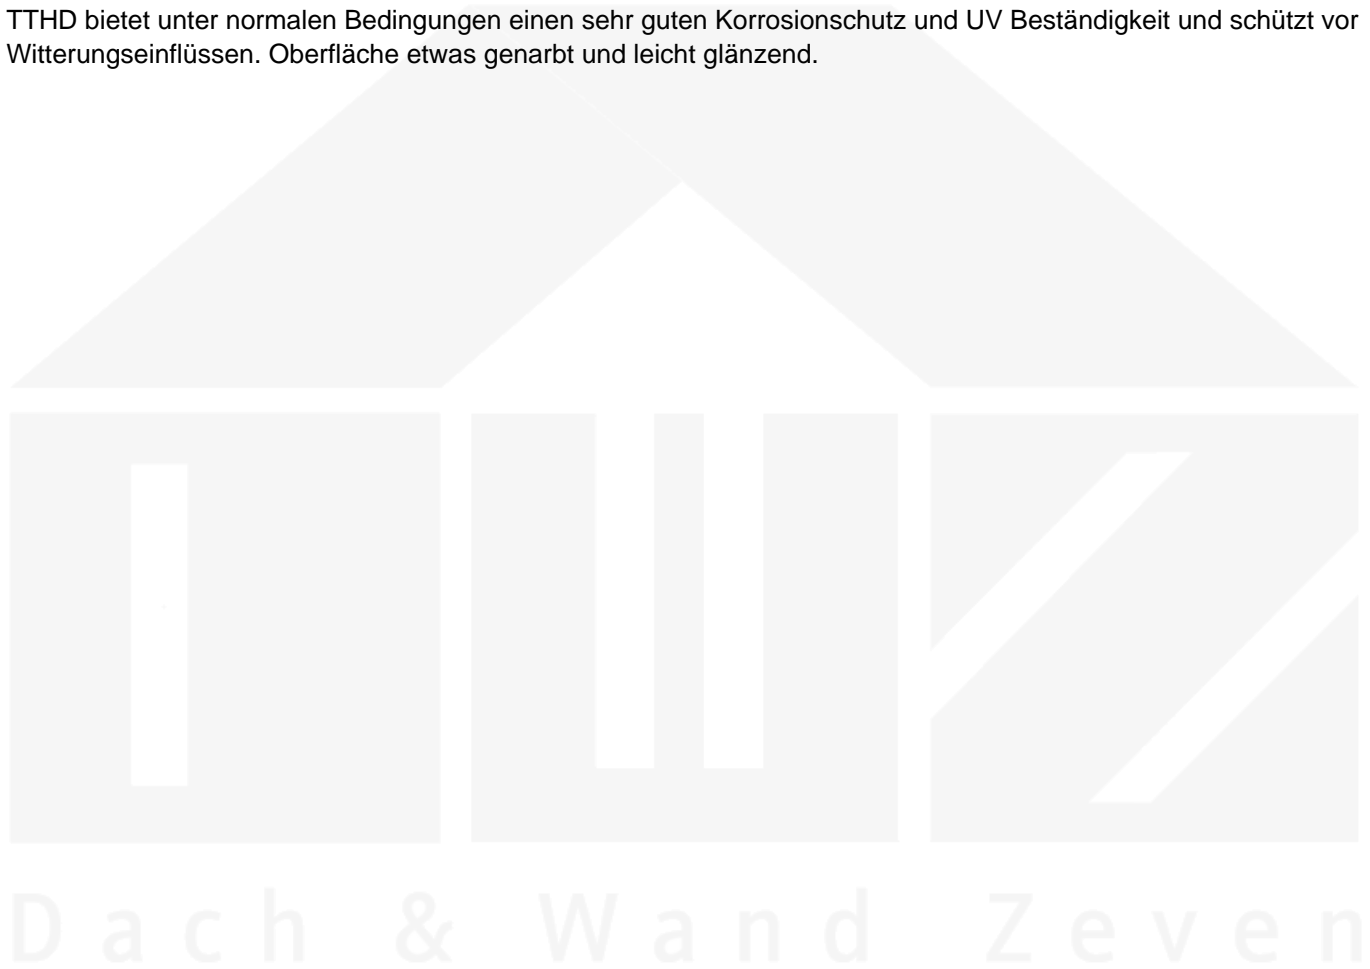 TTHD bietet unter normalen Bedingungen einen sehr guten Korrosionschutz und UV Beständigkeit und schützt vor
Witterungseinflüssen. Oberfläche etwas genarbt und leicht glänzend.
Dach & Wand Zeven